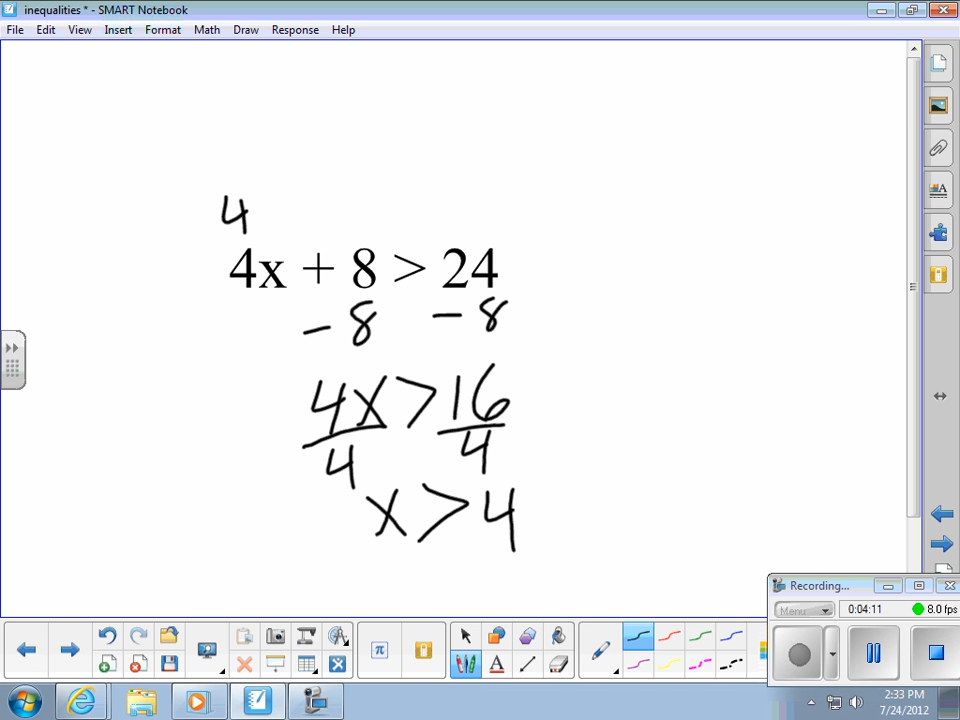 inequalities * - SMART Notebook
File Edit View Insert Format Math Draw Response Help
4
4x + 8 > 24
- 8 - 8
4x > 16
4 4
x > 4
Recording...
Menu 0:04:11 8.0 fps
π
A
2:33 PM
7/24/2012